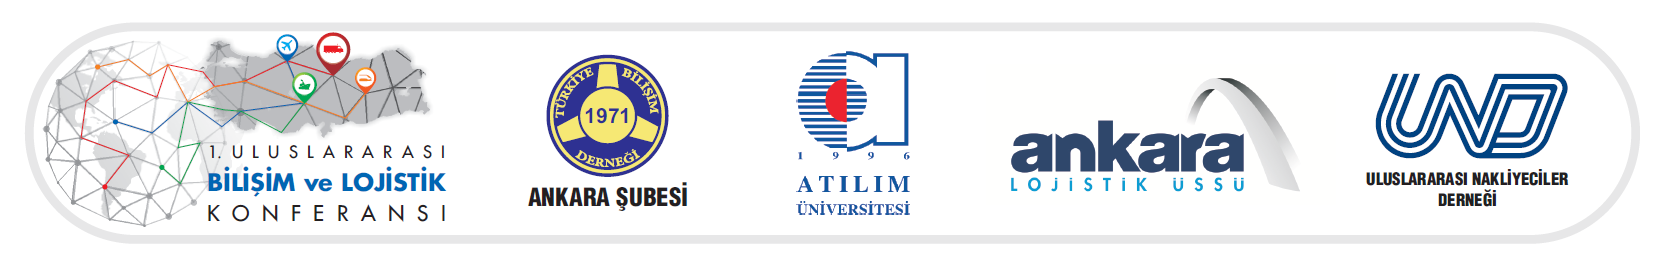 1. ULUSLARARASI
BİLİŞİM ve LOJİSTİK
KONFERANSI
TÜRKİYE BİLİŞİM
1971
DERNEĞİ
ANKARA ŞUBESİ
1 9 9 6
ATILIM
ÜNİVERSİTESİ
ankara
LOJİSTİK ÜSSÜ
UND
ULUSLARARASI NAKLİYECİLER
DERNEĞİ